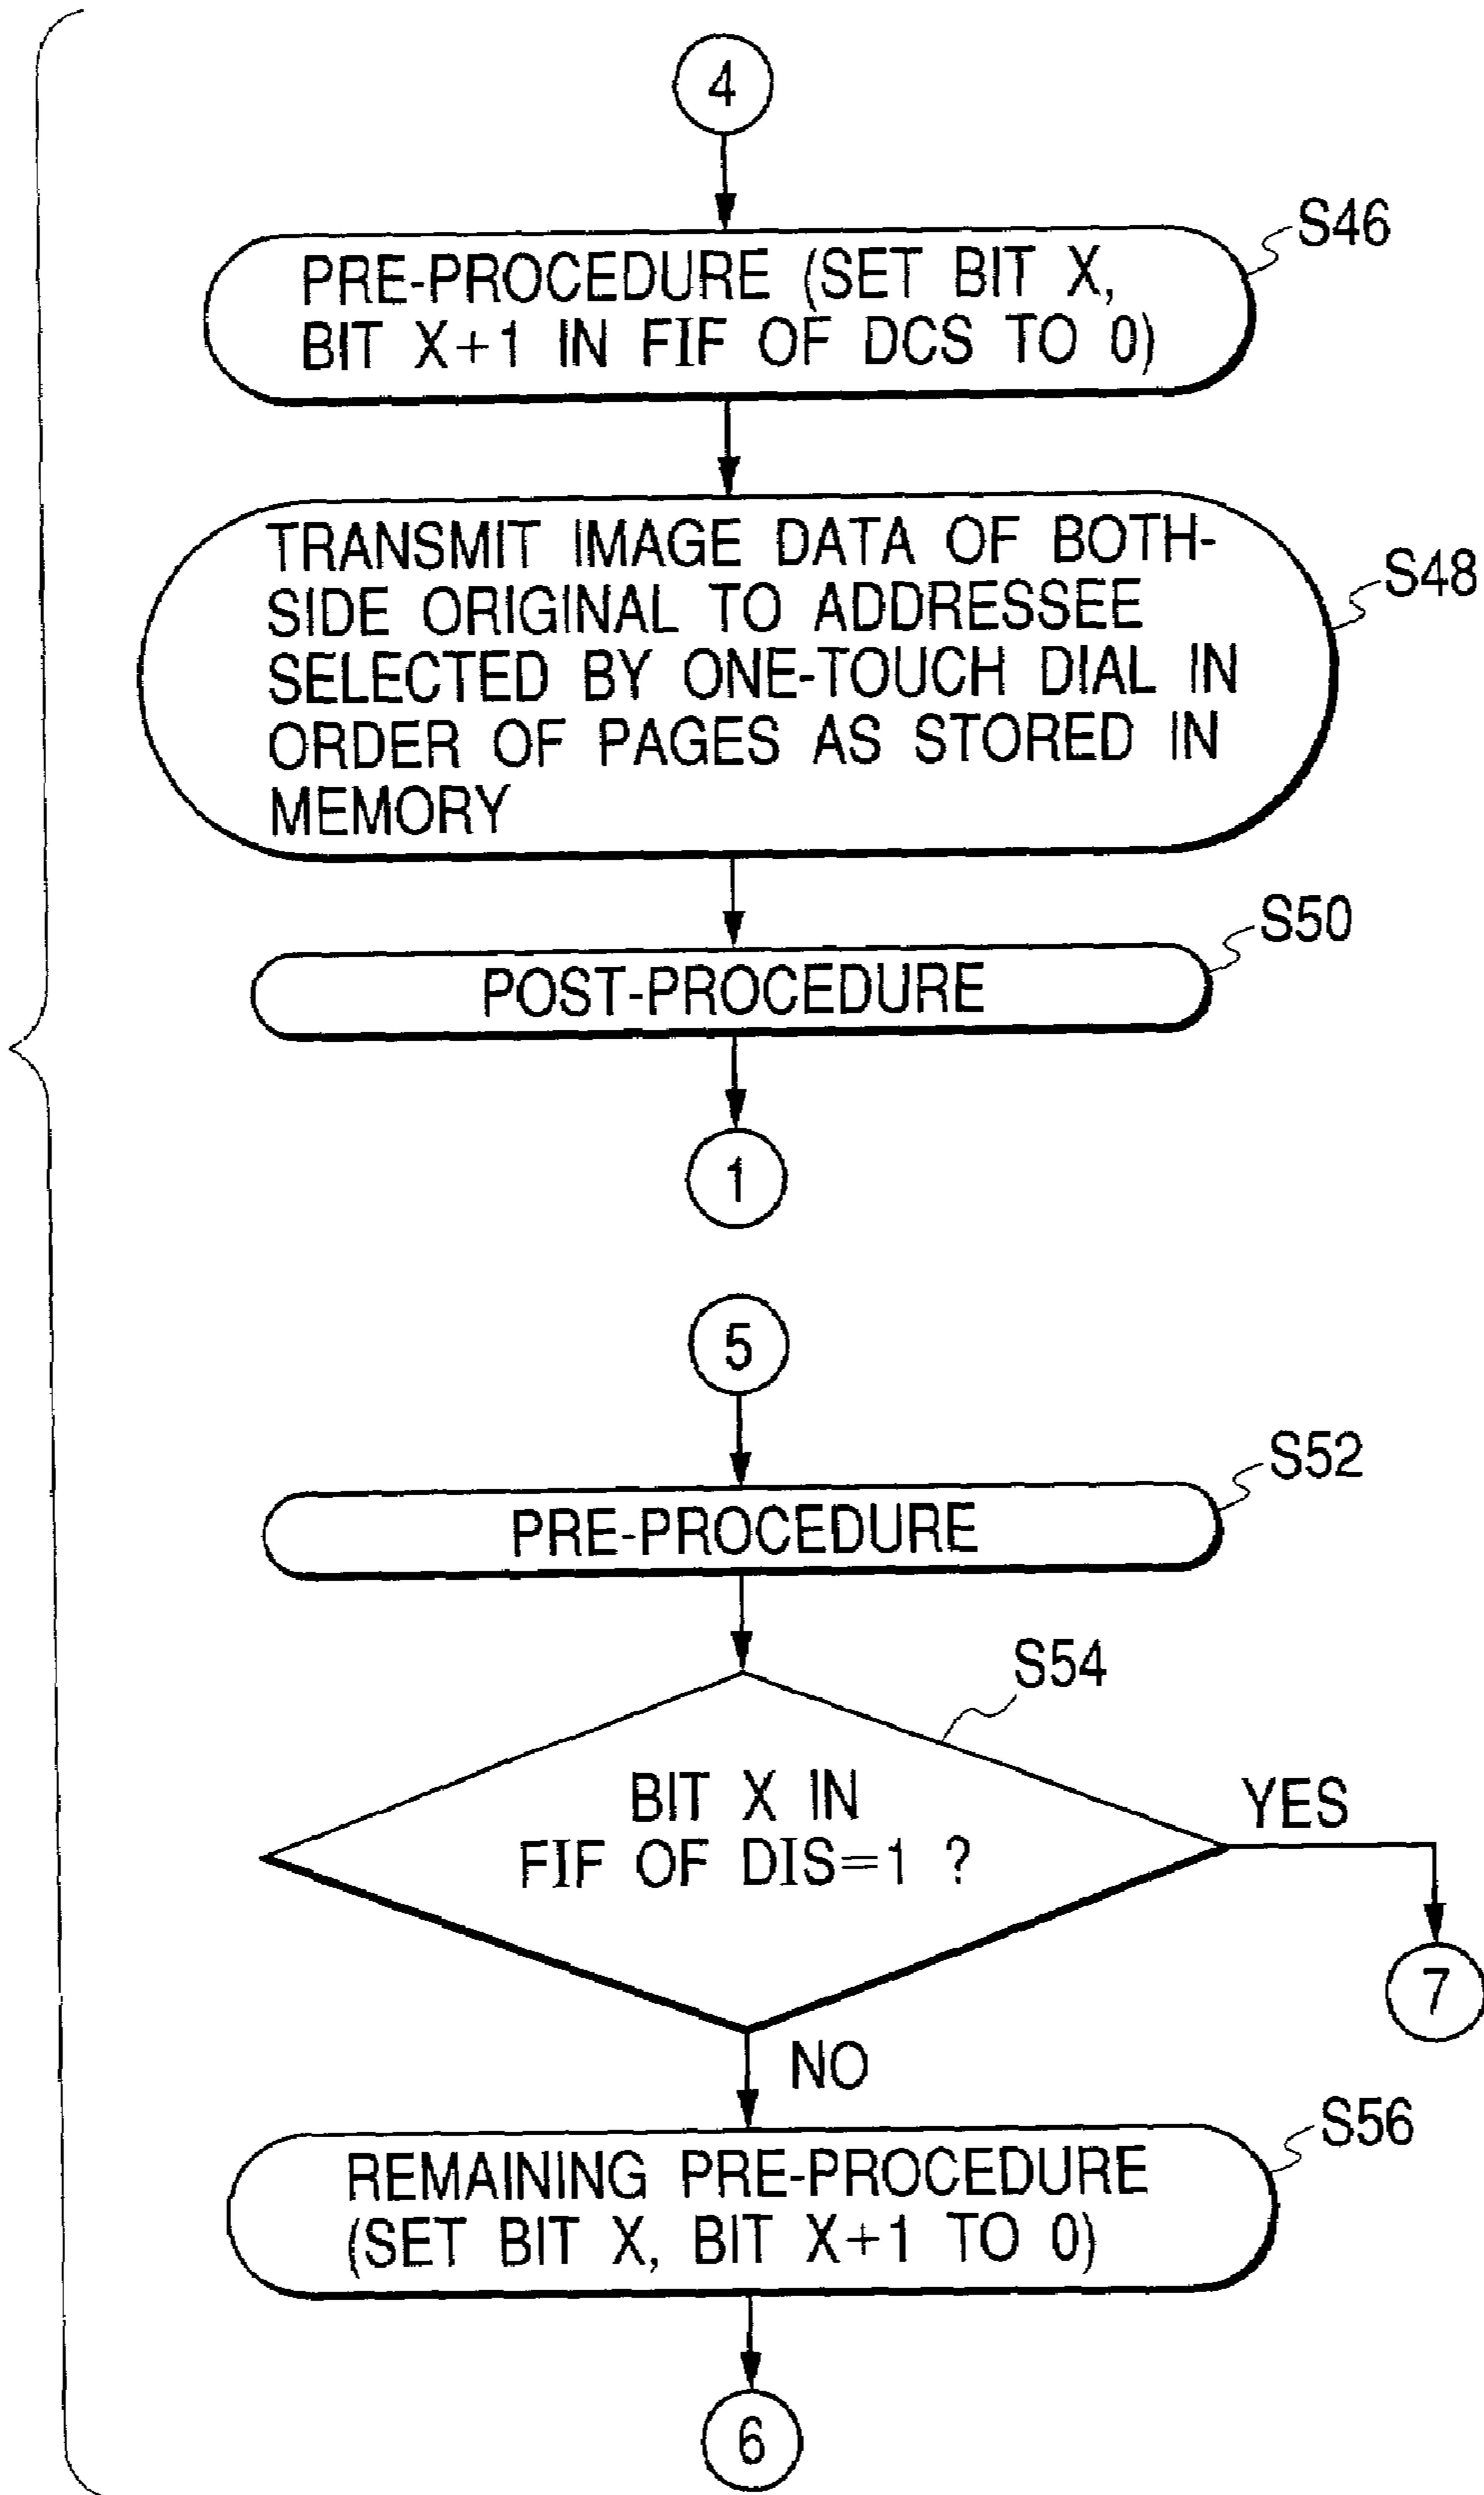 4
S46
PRE-PROCEDURE (SET BIT X,
BIT X+1 IN FIF OF DCS TO 0)
S48
TRANSMIT IMAGE DATA OF BOTH-
SIDE ORIGINAL TO ADDRESSEE
SELECTED BY ONE-TOUCH DIAL IN
ORDER OF PAGES AS STORED IN
MEMORY
S50
POST-PROCEDURE
1
5
S52
PRE-PROCEDURE
S54
BIT X IN
FIF OF DIS=1 ?
YES
7
NO
S56
REMAINING PRE-PROCEDURE
(SET BIT X, BIT X+1 TO 0)
6